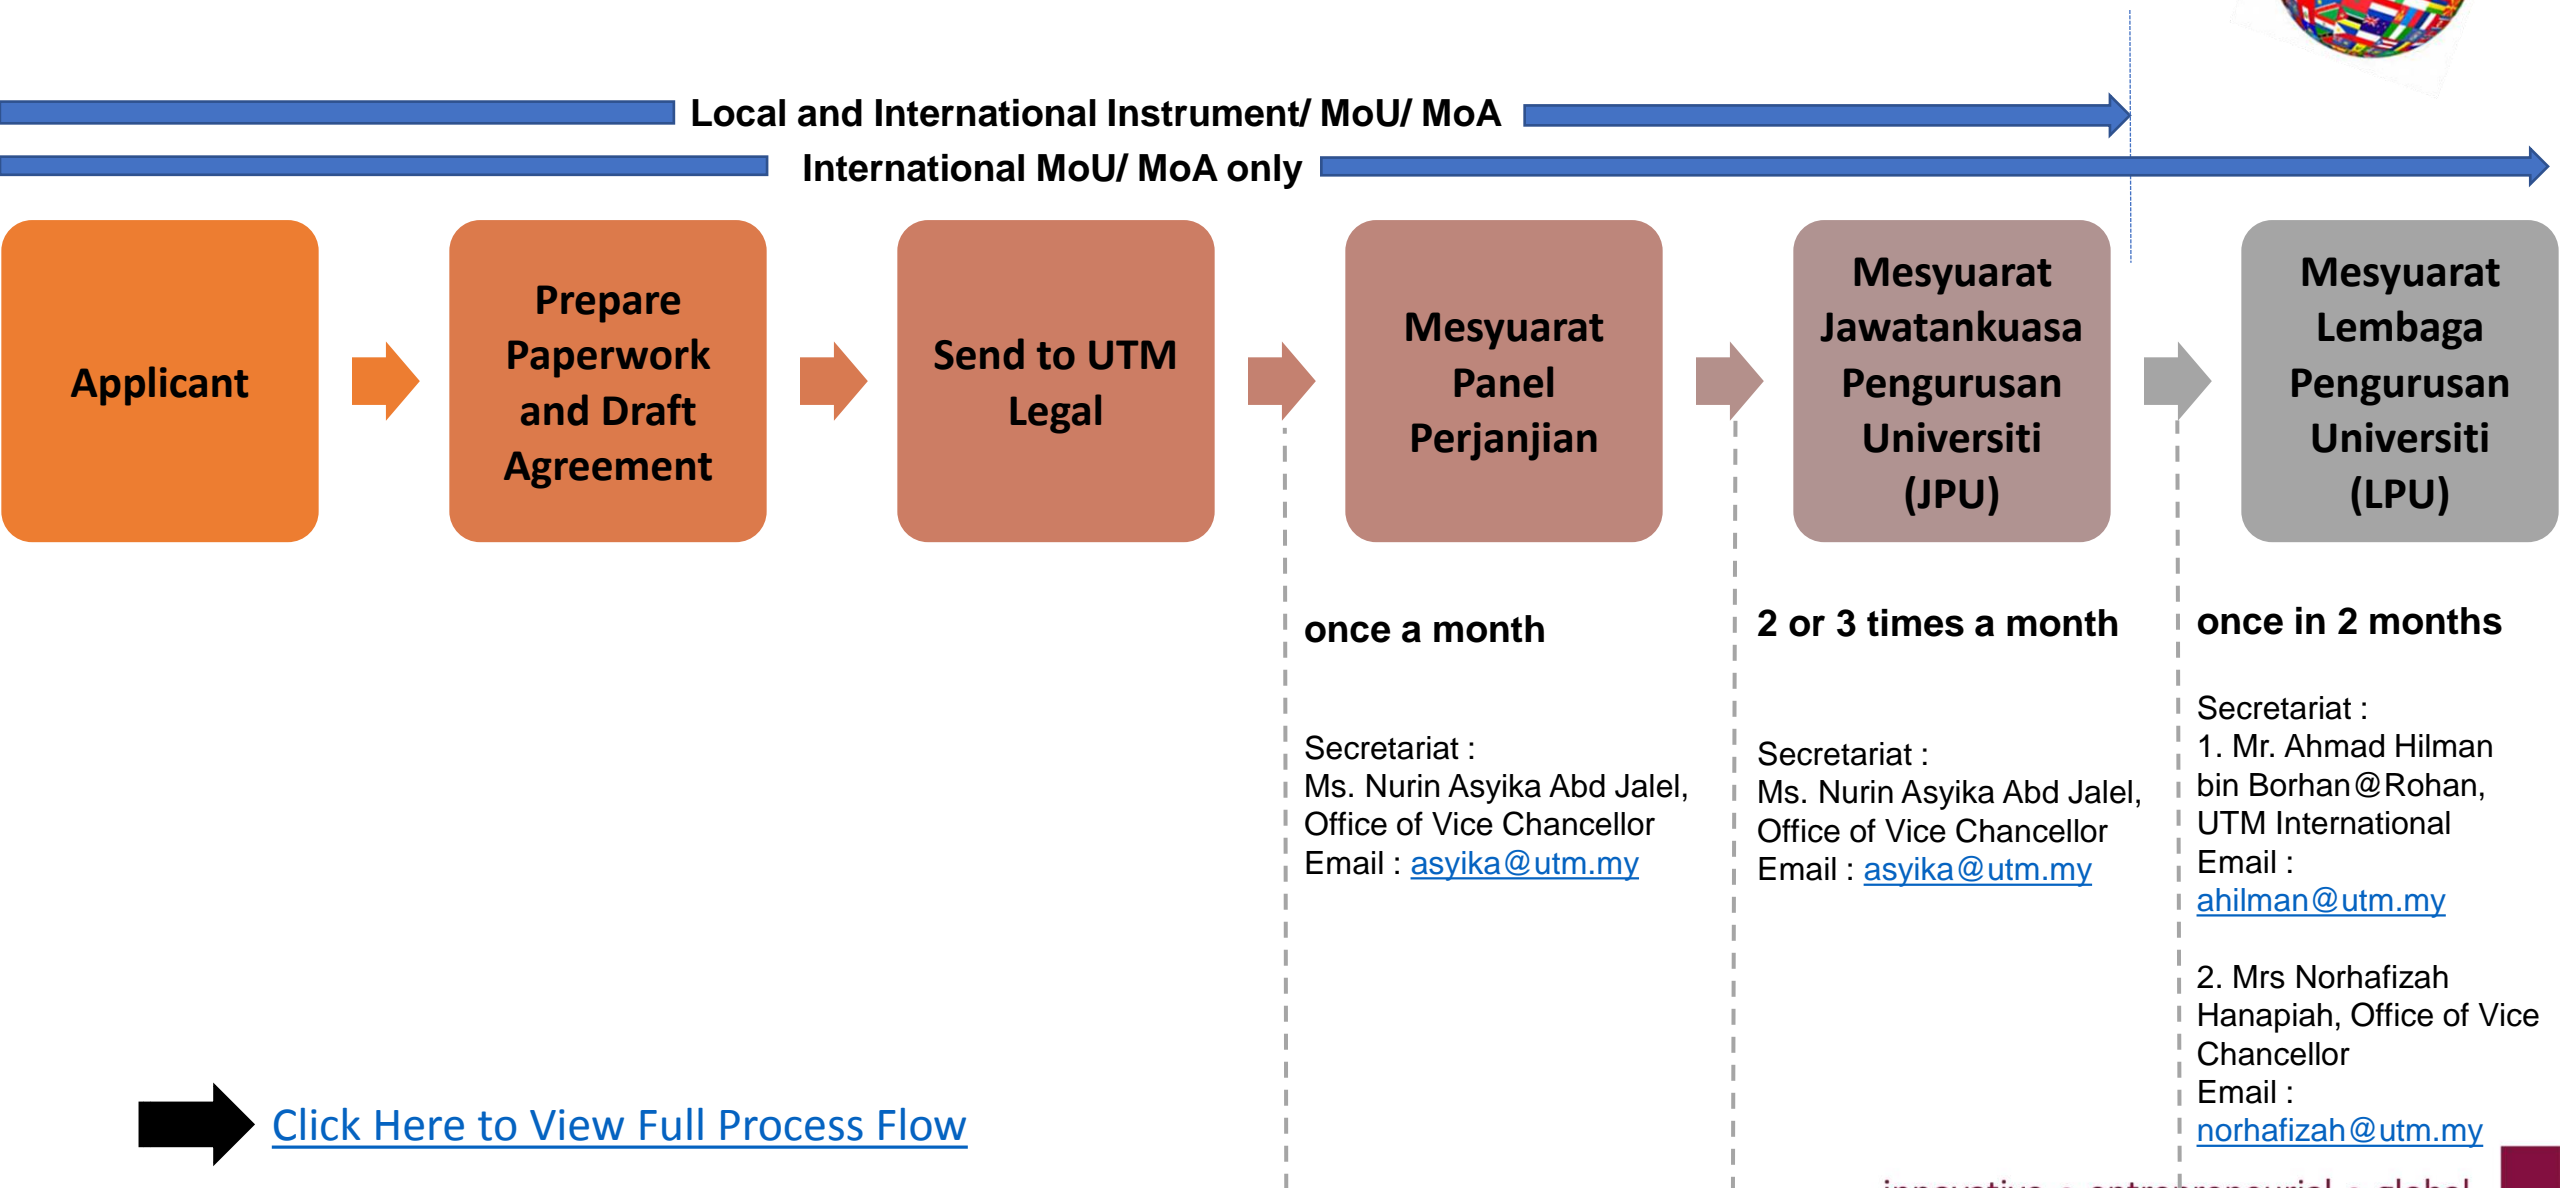 Local and International Instrument/ MoU/ MoA
International MoU/ MoA only
Applicant
Prepare
Paperwork
and Draft
Agreement
Send to UTM
Legal
Mesyuarat
Panel
Perjanjian
Mesyuarat
Jawatankuasa
Pengurusan
Universiti
(JPU)
Mesyuarat
Lembaga
Pengurusan
Universiti
(LPU)
once a month
Secretariat :
Ms. Nurin Asyika Abd Jalel,
Office of Vice Chancellor
Email : asyika@utm.my
2 or 3 times a month
Secretariat :
Ms. Nurin Asyika Abd Jalel,
Office of Vice Chancellor
Email : asyika@utm.my
once in 2 months
Secretariat :
1. Mr. Ahmad Hilman
bin Borhan@Rohan,
UTM International
Email :
ahilman@utm.my
2. Mrs Norhafizah
Hanapiah, Office of Vice
Chancellor
Email :
norhafizah@utm.my
Click Here to View Full Process Flow
innovative • entrepreneurial • global